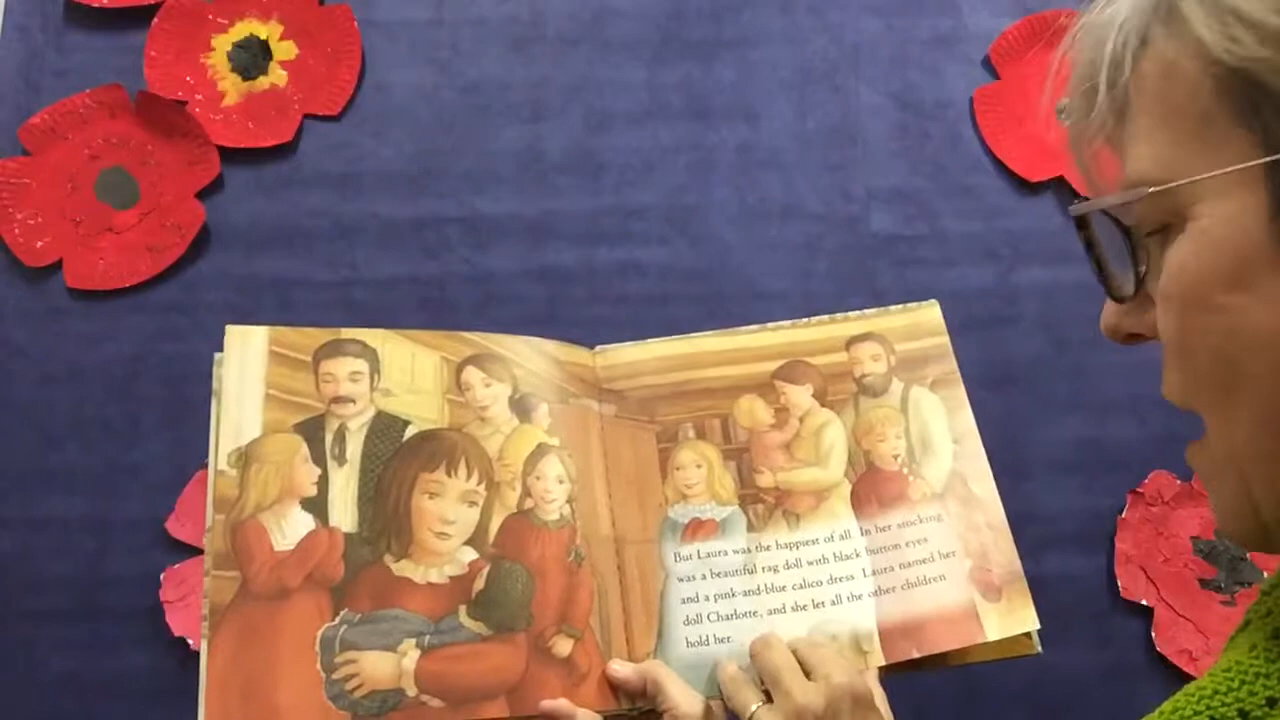 But Laura was the happiest of all. In her stocking
was a beautiful rag doll with black button eyes
and a pink-and-blue calico dress. Laura named her
doll Charlotte, and she let all the other children
hold her.